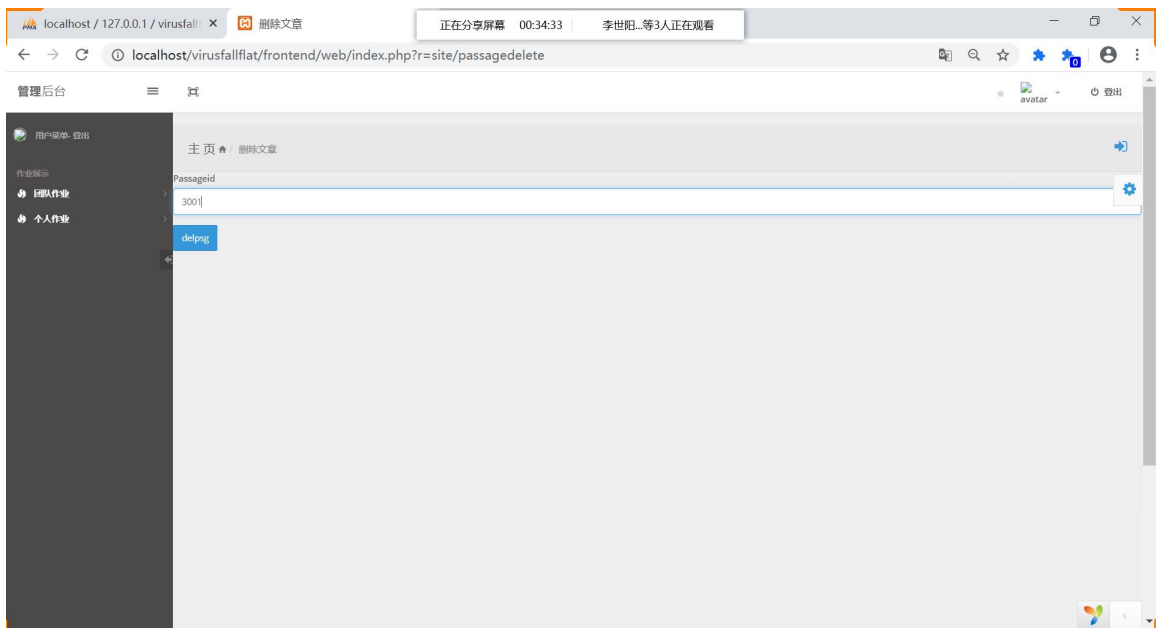 localhost / 127.0.0.1 / virusfall
删除文章
正在分享屏幕 00:34:33 李世阳...等3人正在观看
localhost/virusfallflat/frontend/web/index.php?r=site/passagedelete
0
管理后台
avatar
登出
用户菜单- 登出
主页 / 删除文章
作业展示
Passageid
团队作业
3001
个人作业
delpsg